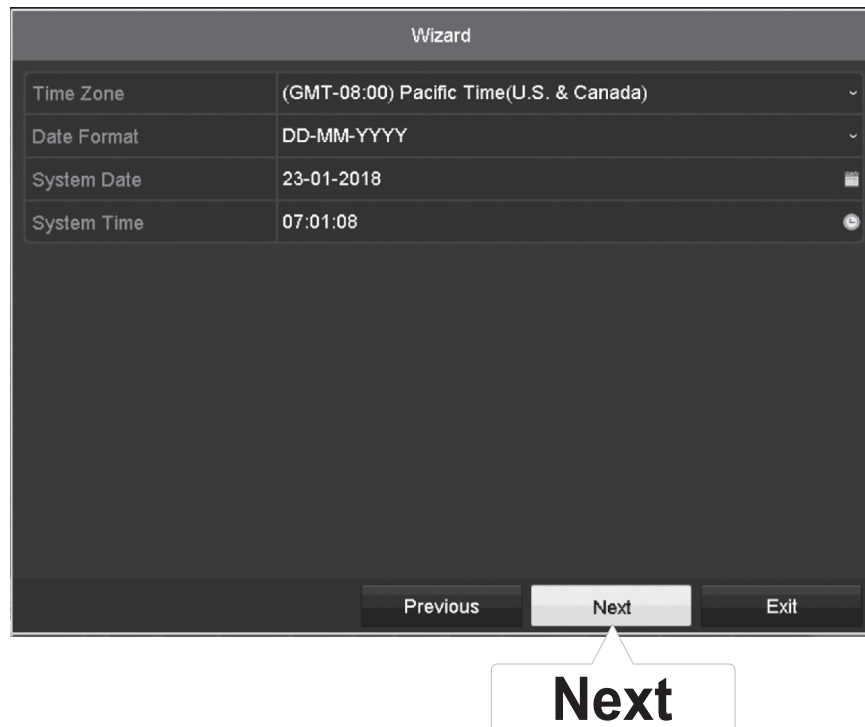 Wizard
Time Zone (GMT-08:00) Pacific Time(U.S. & Canada)
Date Format DD-MM-YYYY
System Date 23-01-2018
System Time 07:01:08
Previous Next Exit
Next